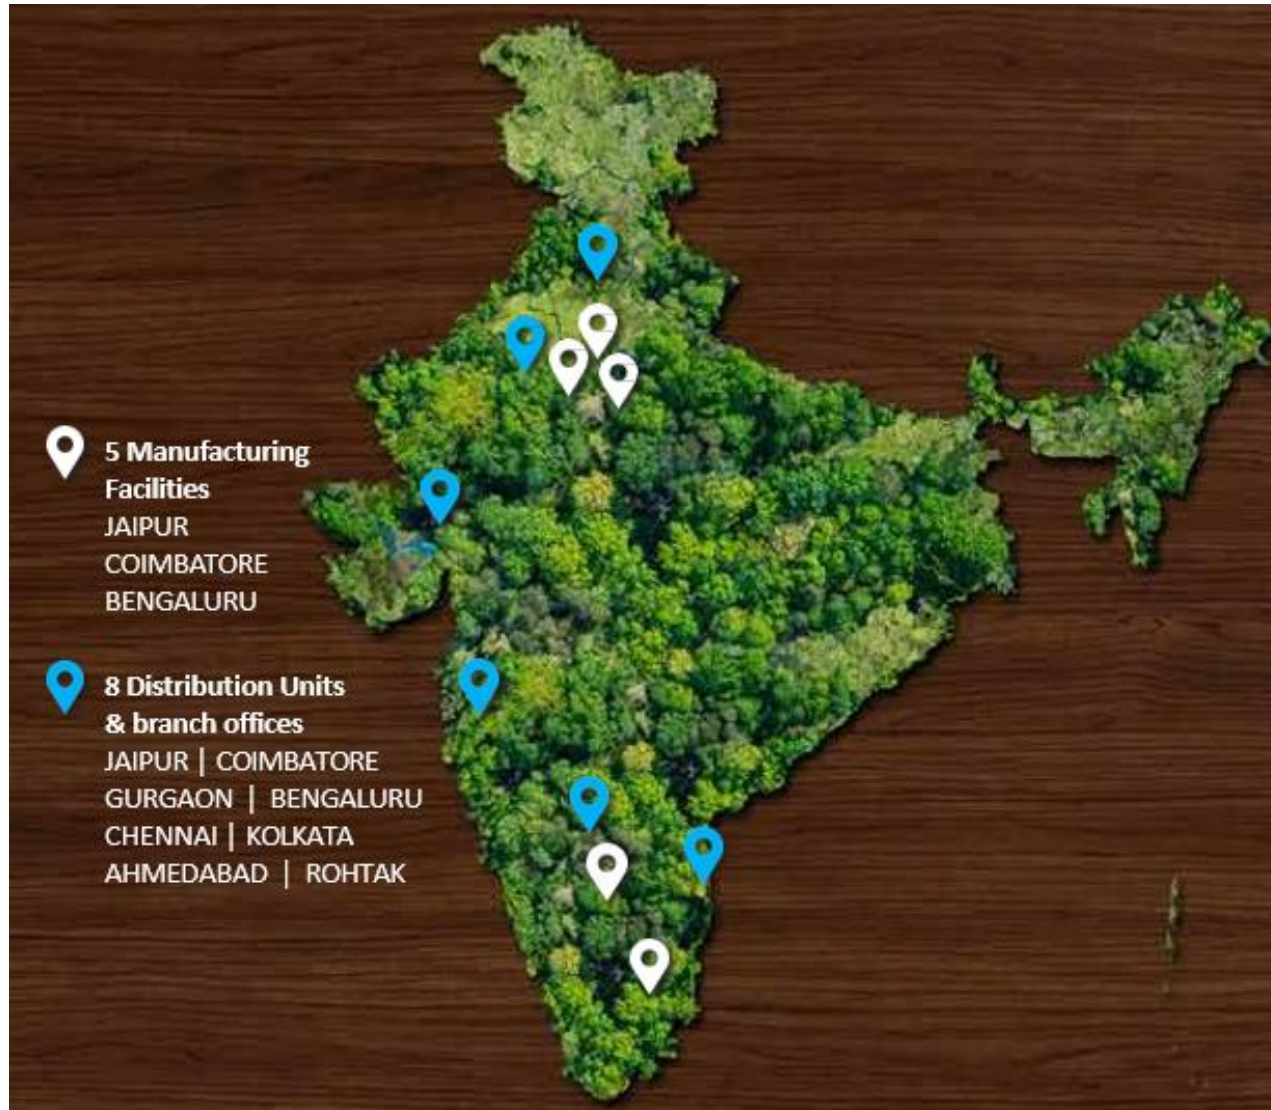 5 Manufacturing
Facilities
JAIPUR
COIMBATORE
BENGALURU
8 Distribution Units
& branch offices
JAIPUR | COIMBATORE
GURGAON | BENGALURU
CHENNAI | KOLKATA
AHMEDABAD | ROHTAK